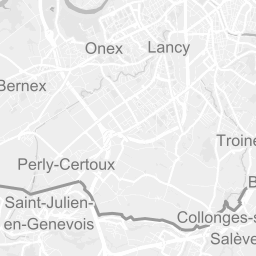 Onex
Lancy
Bernex
Troine
Perly-Certoux
B
Saint-Julien-
en-Genevois
Collonges-s
Salève